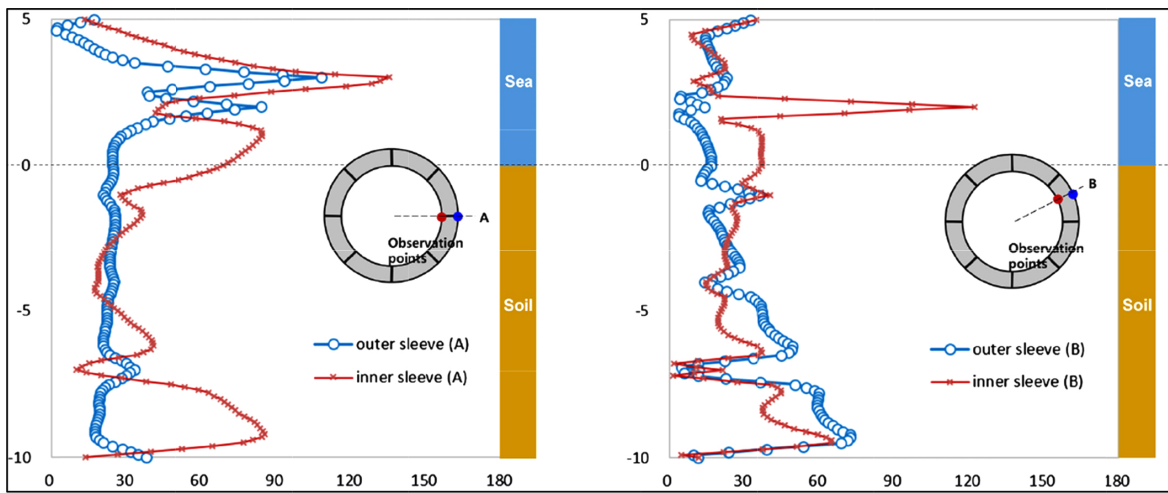 5
0
-5
-10
0 30 60 90 120 150 180
Sea
Soil
A
Observation
points
outer sleeve (A)
inner sleeve (A)
5
0
-5
-10
0 30 60 90 120 150 180
Sea
Soil
B
Observation
points
outer sleeve (B)
inner sleeve (B)